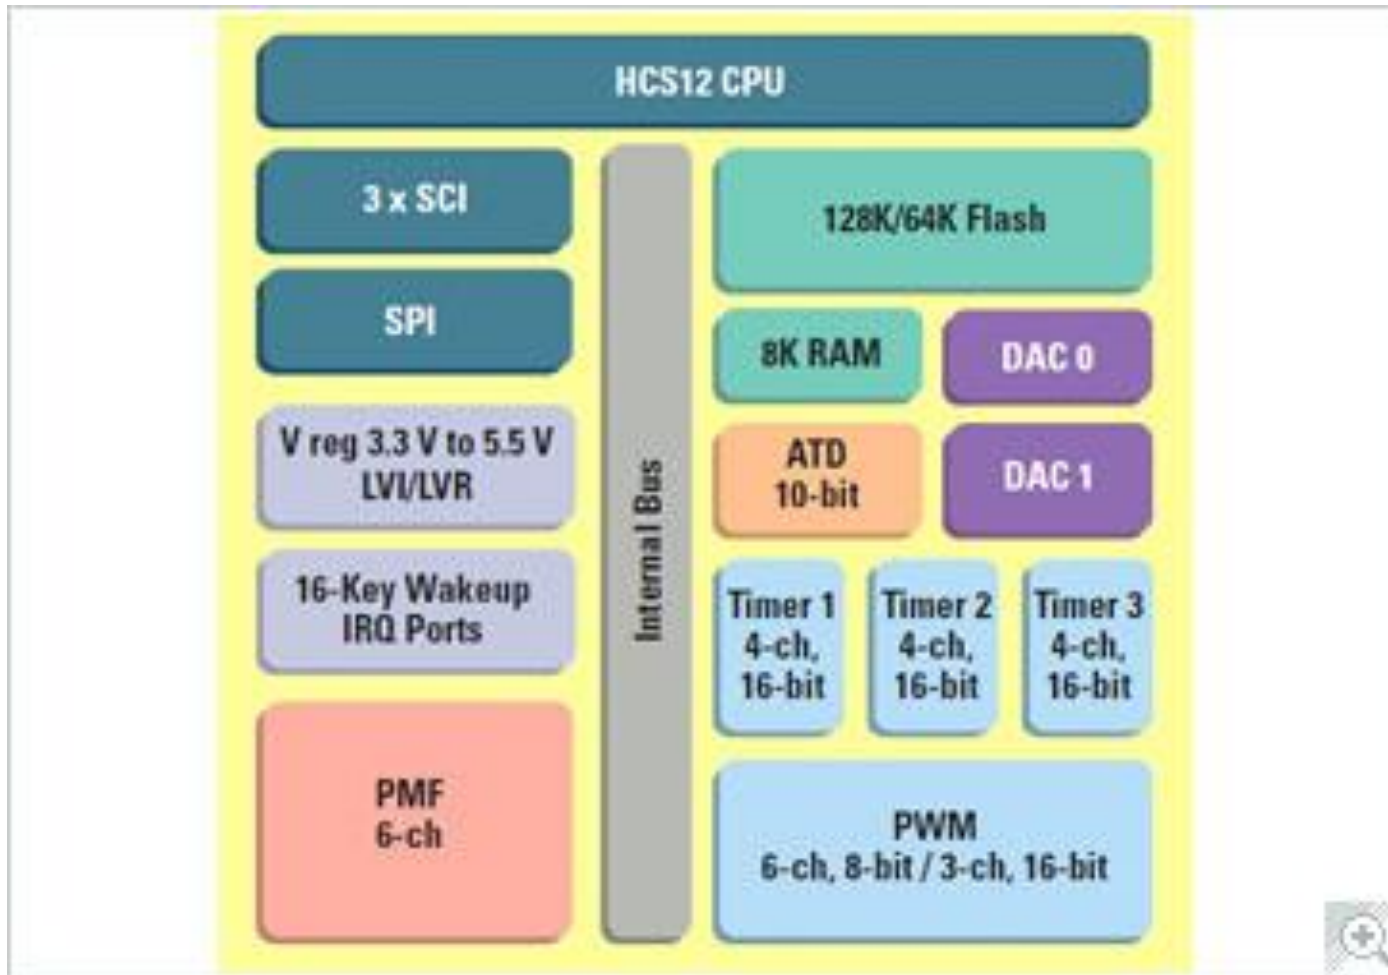 HCS12 CPU
3 x SCI
SPI
V reg 3.3 V to 5.5 V
LVI/LVR
16-Key Wakeup
IRQ Ports
PMF
6-ch
Internal Bus
128K/64K Flash
8K RAM
DAC 0
ATD
10-bit
DAC 1
Timer 1
4-ch,
16-bit
Timer 2
4-ch,
16-bit
Timer 3
4-ch,
16-bit
PWM
6-ch, 8-bit / 3-ch, 16-bit